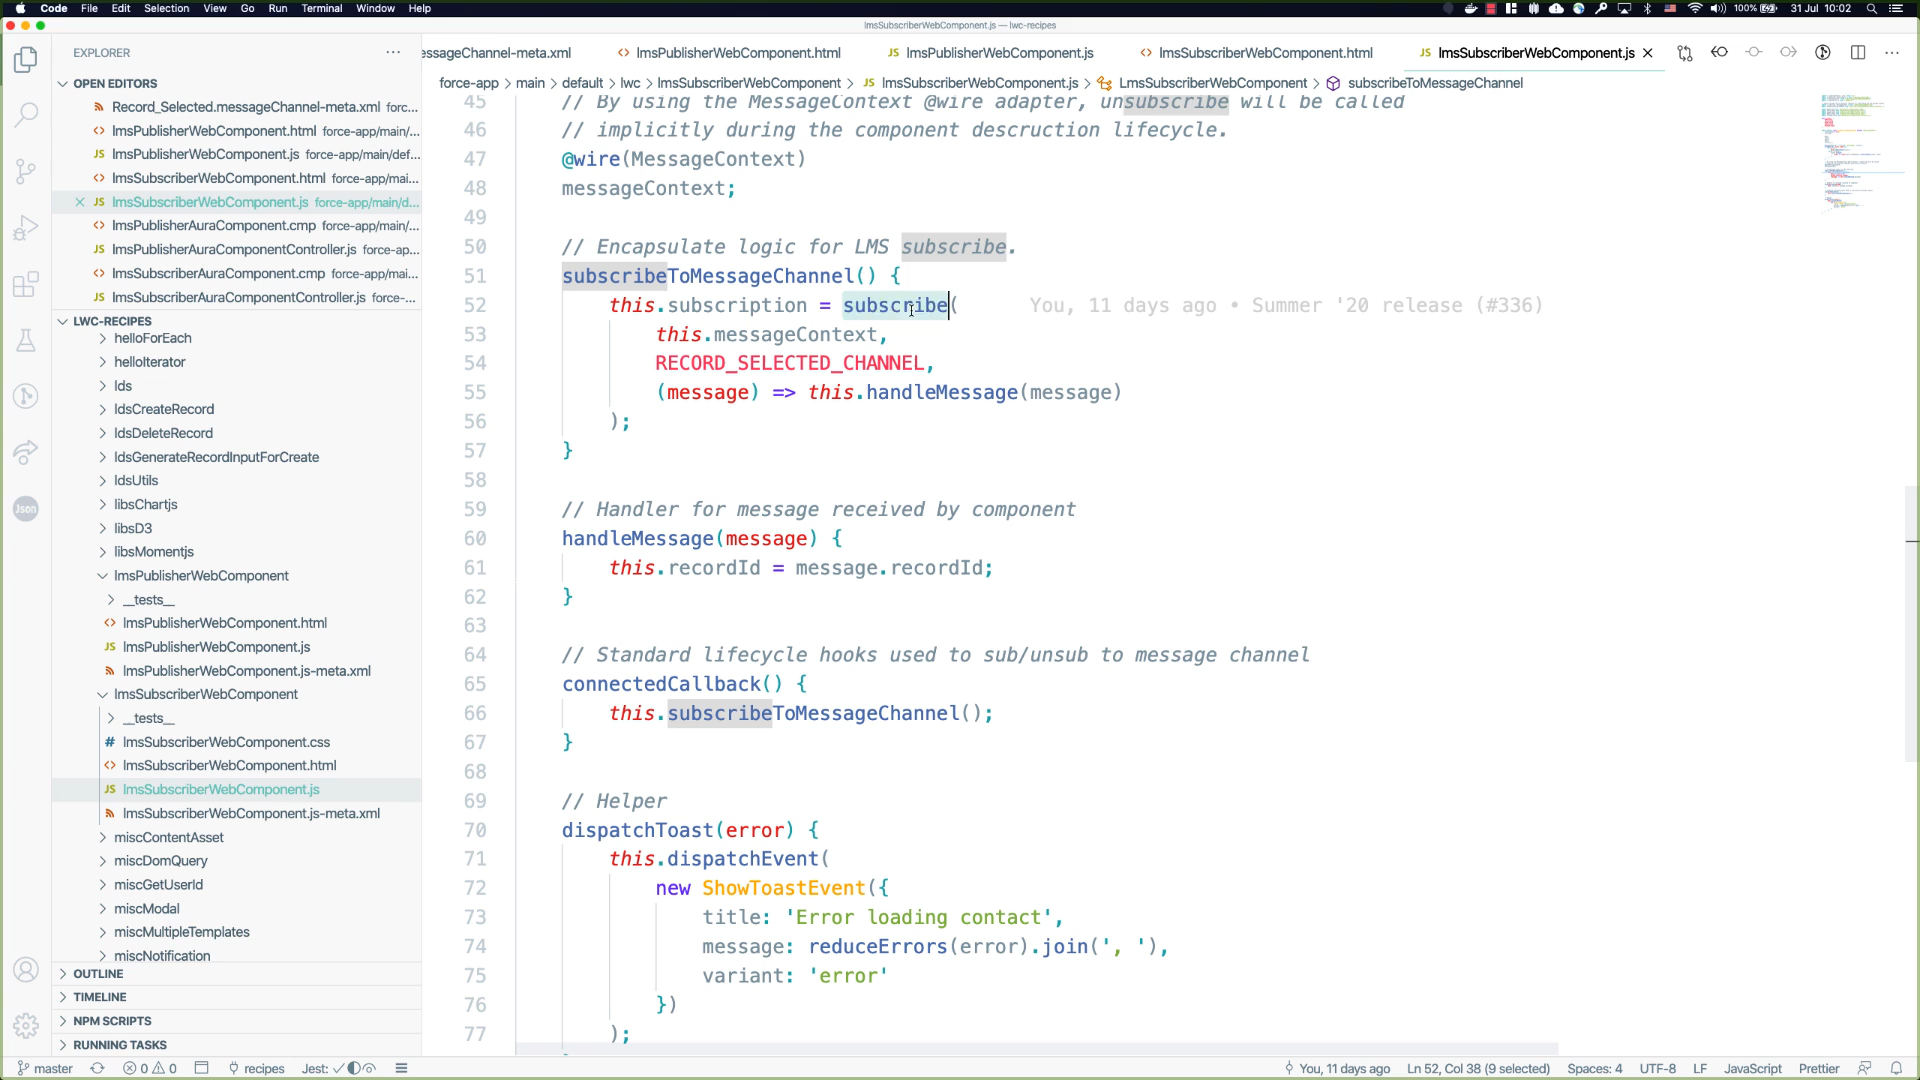 Code File Edit Selection View Go Run Terminal Window Help 100% 31 Jul 10:02
lmsSubscriberWebComponent.js — lwc-recipes
EXPLORER
essageChannel-meta.xml lmsPublisherWebComponent.html JS lmsPublisherWebComponent.js lmsSubscriberWebComponent.html JS lmsSubscriberWebComponent.js
force-app > main > default > lwc > lmsSubscriberWebComponent > JS lmsSubscriberWebComponent.js > LmsSubscriberWebComponent > subscribeToMessageChannel
OPEN EDITORS
Record_Selected.messageChannel-meta.xml forc...
lmsPublisherWebComponent.html force-app/main/...
JS lmsPublisherWebComponent.js force-app/main/def...
lmsSubscriberWebComponent.html force-app/mai...
JS lmsSubscriberWebComponent.js force-app/main/d...
lmsPublisherAuraComponent.cmp force-app/main/...
JS lmsPublisherAuraComponentController.js force-ap...
lmsSubscriberAuraComponent.cmp force-app/mai...
JS lmsSubscriberAuraComponentController.js force-...
LWC-RECIPES
helloForEach
helloIterator
lds
ldsCreateRecord
ldsDeleteRecord
ldsGenerateRecordInputForCreate
ldsUtils
libsChartjs
libsD3
libsMomentjs
lmsPublisherWebComponent
__tests__
lmsPublisherWebComponent.html
JS lmsPublisherWebComponent.js
lmsPublisherWebComponent.js-meta.xml
lmsSubscriberWebComponent
__tests__
# lmsSubscriberWebComponent.css
lmsSubscriberWebComponent.html
JS lmsSubscriberWebComponent.js
lmsSubscriberWebComponent.js-meta.xml
miscContentAsset
miscDomQuery
miscGetUserId
miscModal
miscMultipleTemplates
miscNotification
OUTLINE
TIMELINE
NPM SCRIPTS
RUNNING TASKS
Json
45 // By using the MessageContext @wire adapter, unsubscribe will be called
46 // implicitly during the component descruction lifecycle.
47 @wire(MessageContext)
48 messageContext;
49
50 // Encapsulate logic for LMS subscribe.
51 subscribeToMessageChannel() {
52 this.subscription = subscribe( You, 11 days ago • Summer '20 release (#336)
53 this.messageContext,
54 RECORD_SELECTED_CHANNEL,
55 (message) => this.handleMessage(message)
56 );
57 }
58
59 // Handler for message received by component
60 handleMessage(message) {
61 this.recordId = message.recordId;
62 }
63
64 // Standard lifecycle hooks used to sub/unsub to message channel
65 connectedCallback() {
66 this.subscribeToMessageChannel();
67 }
68
69 // Helper
70 dispatchToast(error) {
71 this.dispatchEvent(
72 new ShowToastEvent({
73 title: 'Error loading contact',
74 message: reduceErrors(error).join(', '),
75 variant: 'error'
76 })
77 );
master 0 0 recipes Jest: You, 11 days ago Ln 52, Col 38 (9 selected) Spaces: 4 UTF-8 LF JavaScript Prettier